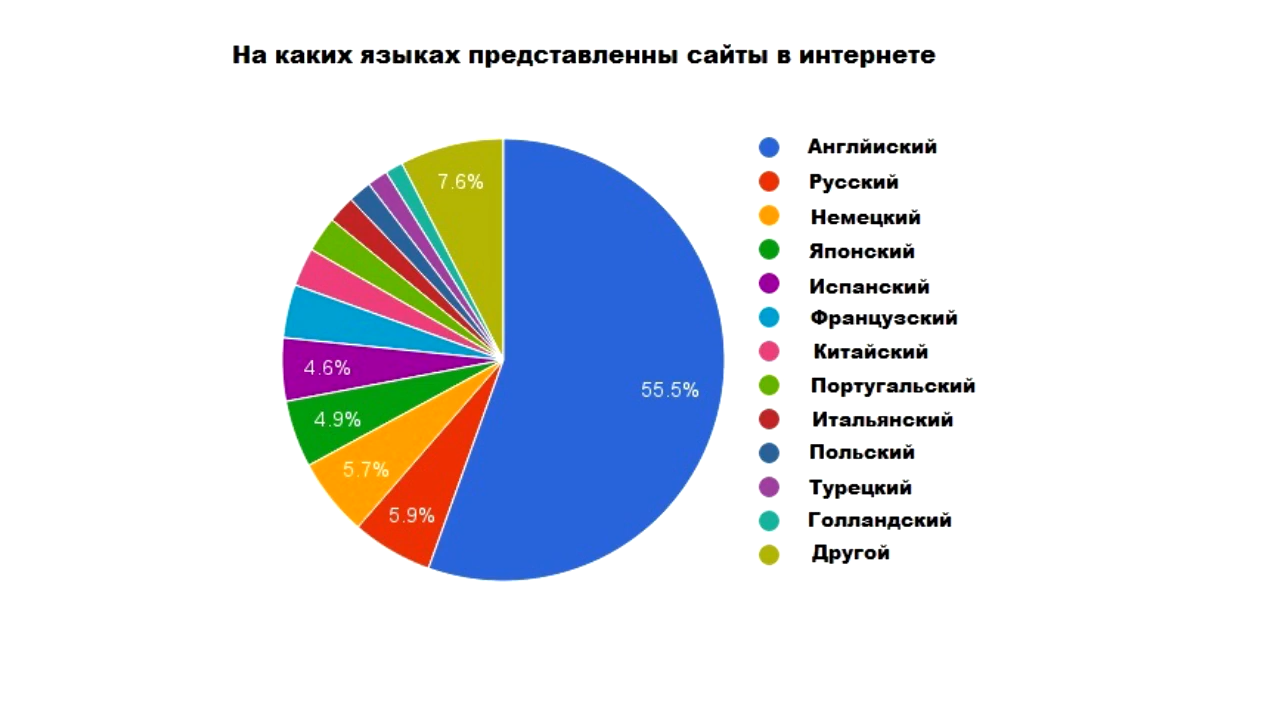 На каких языках представленны сайты в интернете
Англйиский
7.6%
Русский
Немецкий
Японский
Испанский
Французский
Китайский
4.6%
Португальский
55.5%
4.9%
Итальянский
Польский
5.7%
Турецкий
5.9%
Голландский
Другой